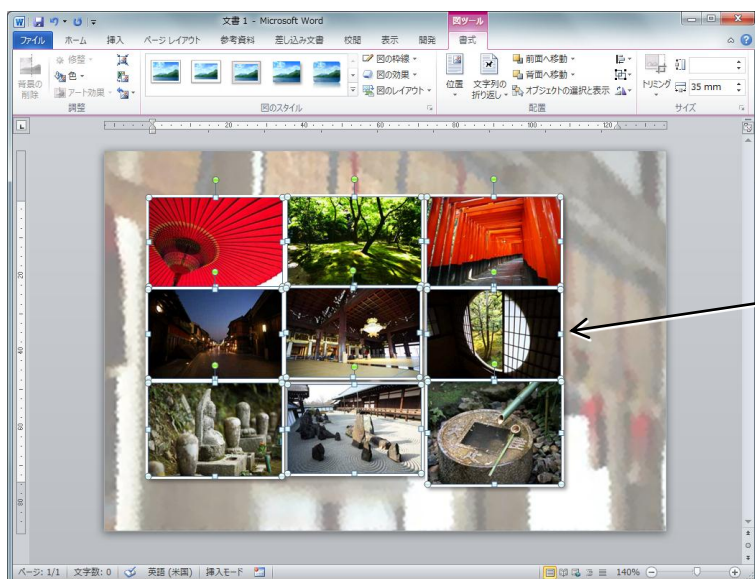 文書 1 - Microsoft Word
図ツール
ファイル ホーム 挿入 ページ レイアウト 参考資料 差し込み文書 校閲 表示 開発 書式
背景の削除
修整
色
アート効果
調整
図のスタイル
図の枠線
図の効果
図のレイアウト
位置
文字列の折り返し
前面へ移動
背面へ移動
オブジェクトの選択と表示
配置
トリミング
35 mm
サイズ
20 40 60 80 100 120
ページ: 1/1 文字数: 0 英語 (米国) 挿入モード 140%